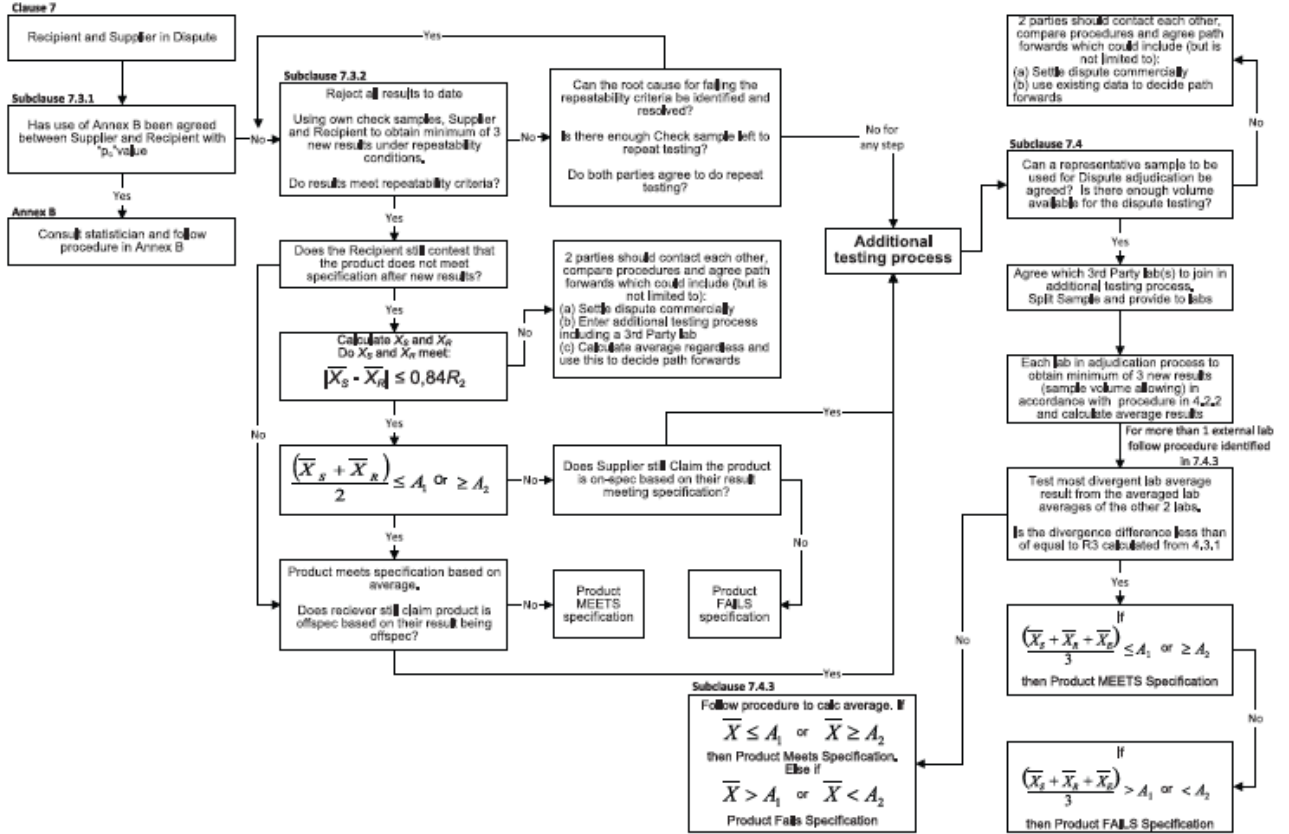 Clause 7
Recipient and Supplier in Dispute
Subclause 7.3.1
Has use of Annex B been agreed
between Supplier and Recipient with
"p₀"value
Yes
Annex B
Consult statistician and follow
procedure in Annex B
No
Yes
Subclause 7.3.2
Reject all results to date
Using own check samples, Supplier
and Recipient to obtain minimum of 3
new results under repeatability
conditions.
Do results meet repeatability criteria?
No
Can the root cause for failing the
repeatability criteria be identified and
resolved?
Is there enough Check sample left to
repeat testing?
Do both parties agree to do repeat
testing?
No for
any step
Yes
Does the Recipient still contest that
the product does not meet
specification after new results?
Yes
No
Calculate X_S and X_R
Do X_S and X_R meet:
|X̅_S - X̅_R| ≤ 0,84R₂
No
2 parties should contact each other,
compare procedures and agree path
forwards which could include (but is
not limited to):
(a) Settle dispute commercially
(b) Enter additional testing process
including a 3rd Party lab
(c) Calculate average regardless and
use this to decide path forwards
Yes
(X̅_S + X̅_R)/2 ≤ A₁ Or ≥ A₂
No
Does Supplier still Claim the product
is on-spec based on their result
meeting specification?
Yes
No
Yes
Product meets specification based on
average.
Does reciever still claim product is
offspec based on their result being
offspec?
No
Product
MEETS
specification
Product
FAILS
specification
Yes
Additional
testing process
2 parties should contact each other,
compare procedures and agree path
forwards which could include (but is
not limited to):
(a) Settle dispute commercially
(b) use existing data to decide path
forwards
No
Subclause 7.4
Can a representative sample to be
used for Dispute adjudication be
agreed? Is there enough volume
available for the dispute testing?
Yes
Agree which 3rd Party lab(s) to join in
additional testing process.
Split Sample and provide to labs
Each lab in adjudication process to
obtain minimum of 3 new results
(sample volume allowing) in
accordance with procedure in 4.2.2
and calculate average results
For more than 1 external lab
follow procedure identified
in 7.4.3
Test most divergent lab average
result from the averaged lab
averages of the other 2 labs.
Is the divergence difference less than
of equal to R3 calculated from 4.3.1
Yes
No
If
(X̅_S + X̅_R + X̅_E)/3 ≤ A₁ or ≥ A₂
then Product MEETS Specification
No
If
(X̅_S + X̅_R + X̅_E)/3 > A₁ or < A₂
then Product FAILS Specification
Subclause 7.4.3
Follow procedure to calc average. If
X̅ ≤ A₁ or X̅ ≥ A₂
then Product Meets Specification.
Else if
X̅ > A₁ or X̅ < A₂
Product Fails Specification